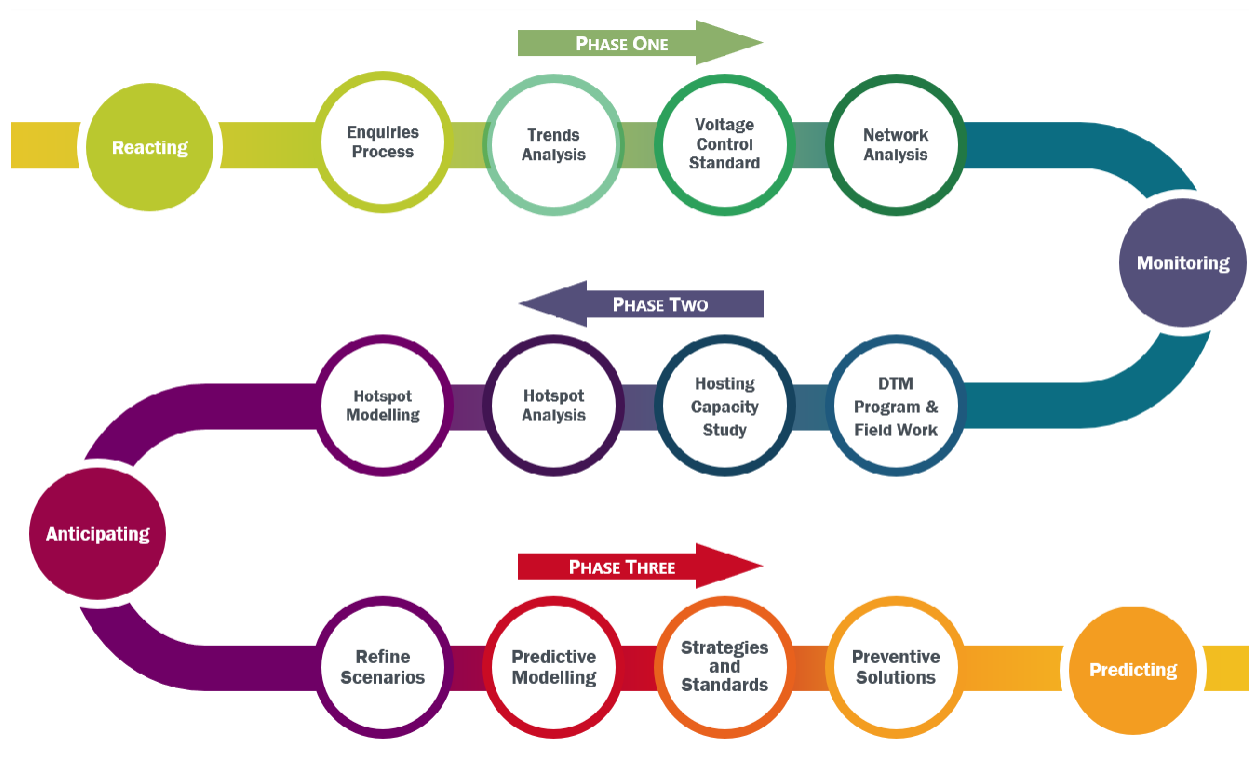 PHASE ONE
Reacting
Enquiries
Process
Trends
Analysis
Voltage
Control
Standard
Network
Analysis
Monitoring
PHASE TWO
DTM
Program &
Field Work
Hosting
Capacity
Study
Hotspot
Analysis
Hotspot
Modelling
Anticipating
PHASE THREE
Refine
Scenarios
Predictive
Modelling
Strategies
and
Standards
Preventive
Solutions
Predicting